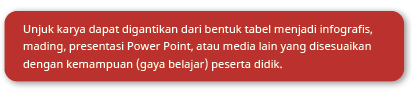 Unjuk karya dapat digantikan dari bentuk tabel menjadi infografis,
mading, presentasi Power Point, atau media lain yang disesuaikan
dengan kemampuan (gaya belajar) peserta didik.